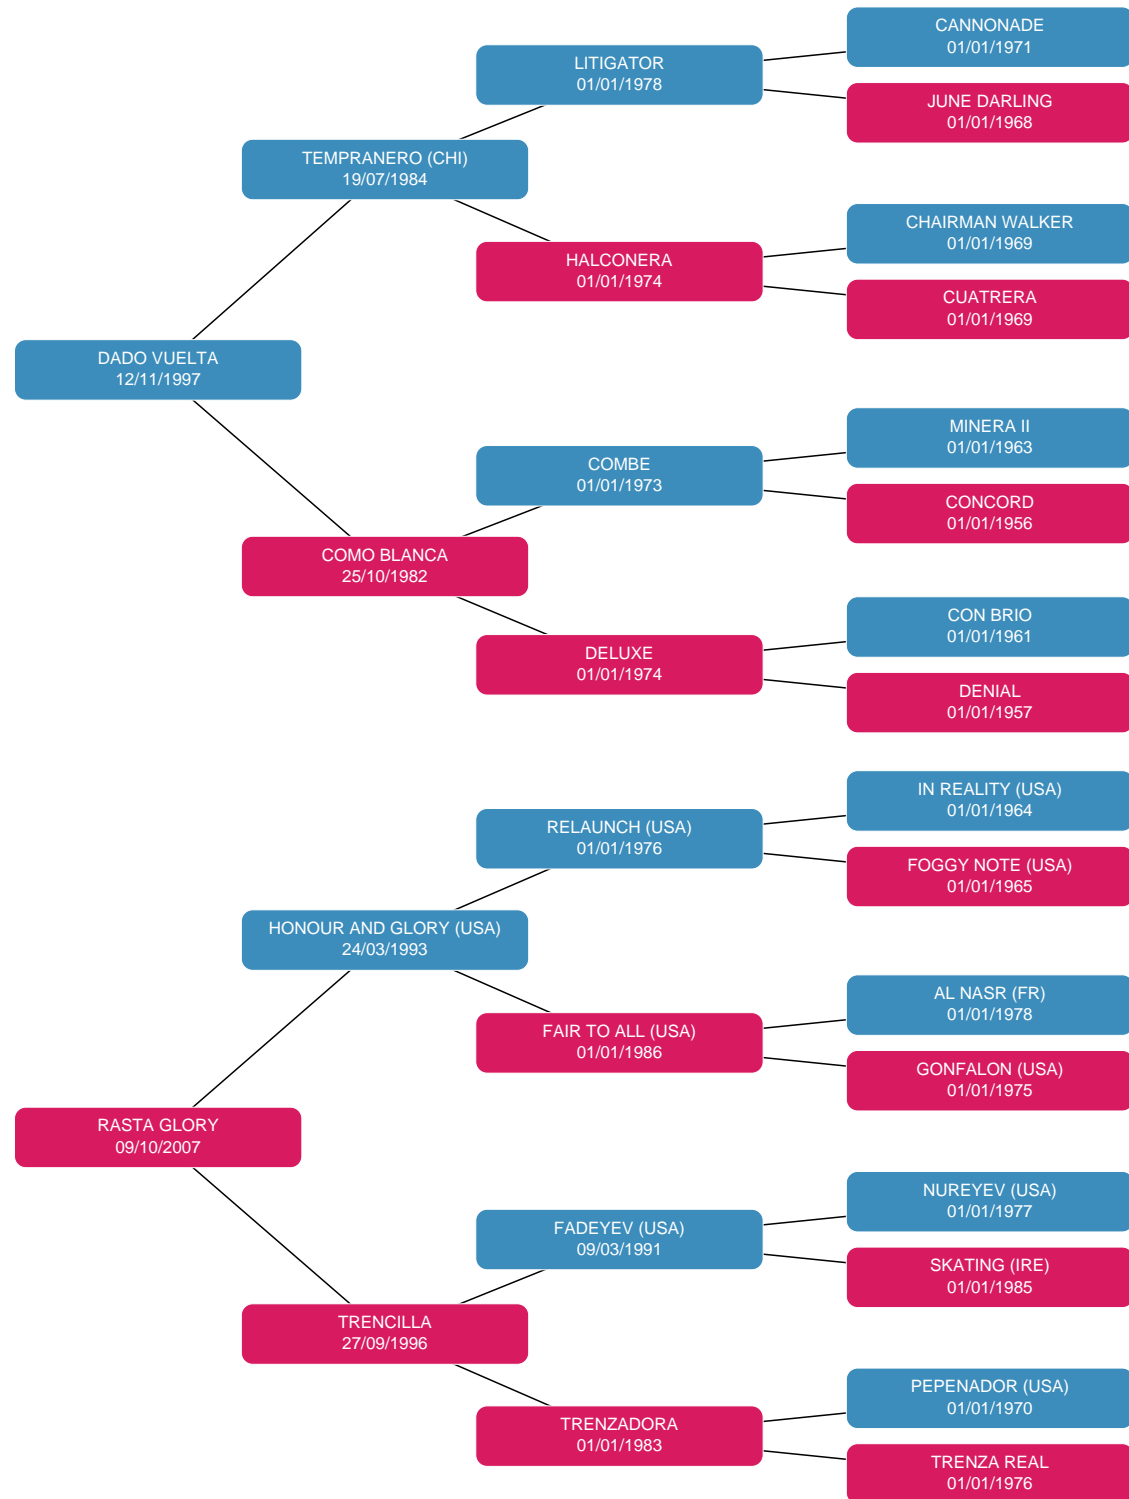 CANNONADE
01/01/1971
LITIGATOR
01/01/1978
JUNE DARLING
01/01/1968
TEMPRANERO (CHI)
19/07/1984
CHAIRMAN WALKER
01/01/1969
HALCONERA
01/01/1974
CUATRERA
01/01/1969
DADO VUELTA
12/11/1997
MINERA II
01/01/1963
COMBE
01/01/1973
CONCORD
01/01/1956
COMO BLANCA
25/10/1982
CON BRIO
01/01/1961
DELUXE
01/01/1974
DENIAL
01/01/1957
IN REALITY (USA)
01/01/1964
RELAUNCH (USA)
01/01/1976
FOGGY NOTE (USA)
01/01/1965
HONOUR AND GLORY (USA)
24/03/1993
AL NASR (FR)
01/01/1978
FAIR TO ALL (USA)
01/01/1986
GONFALON (USA)
01/01/1975
RASTA GLORY
09/10/2007
NUREYEV (USA)
01/01/1977
FADEYEV (USA)
09/03/1991
SKATING (IRE)
01/01/1985
TRENCILLA
27/09/1996
PEPENADOR (USA)
01/01/1970
TRENZADORA
01/01/1983
TRENZA REAL
01/01/1976